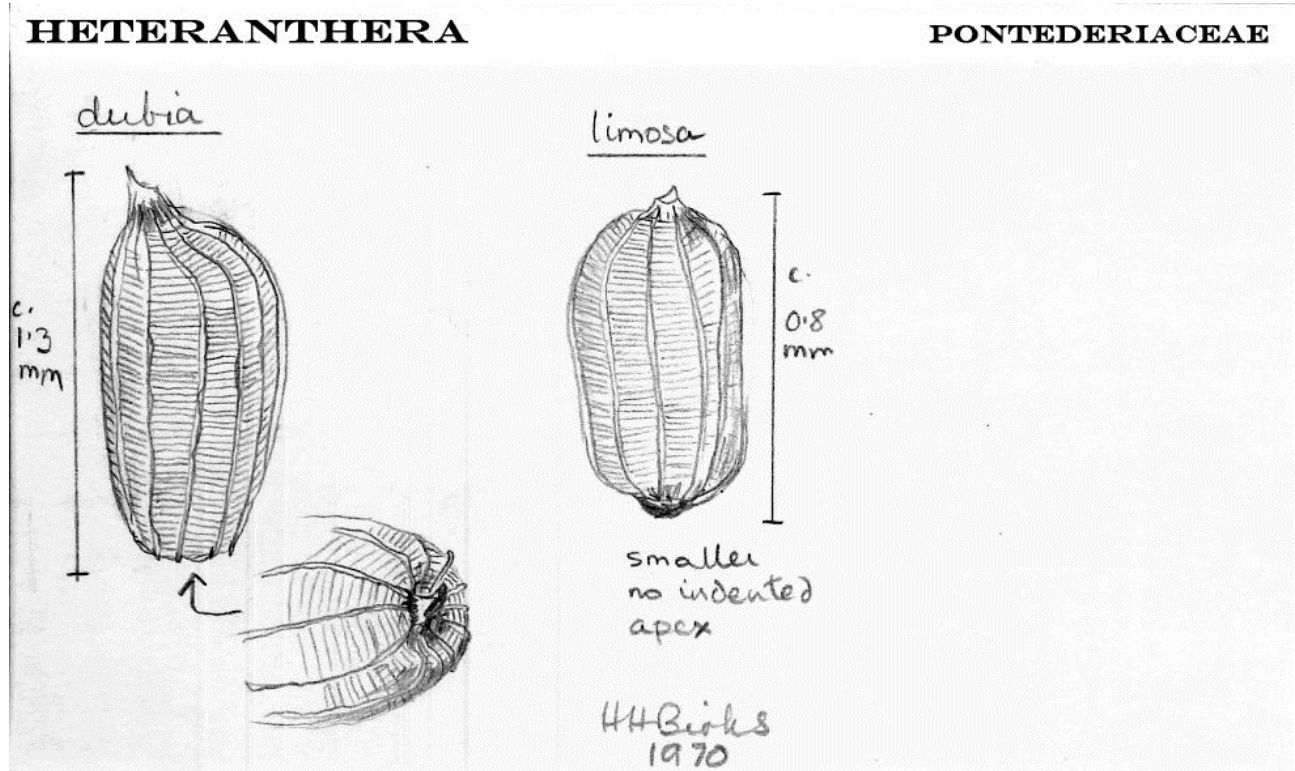 HETERANTHERA
PONTEDERIACEAE
dubia
limosa
c.
1·3
mm
c.
0·8
mm
smaller
no indented
apex
HHBirks
1970